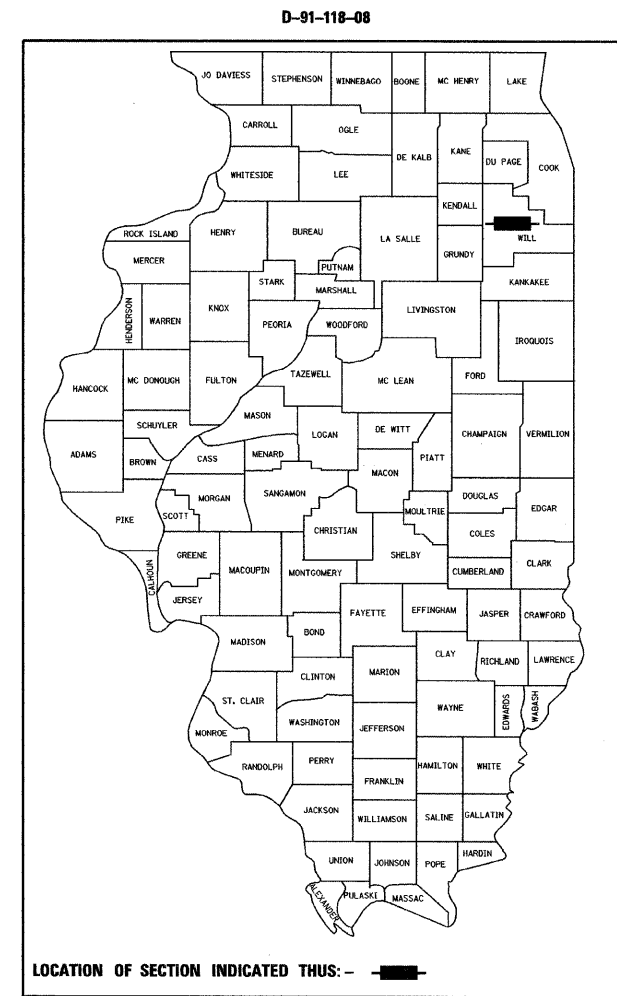 D-91-118-08
JO DAVIESS STEPHENSON WINNEBAGO BOONE MC HENRY LAKE
CARROLL OGLE DE KALB KANE DU PAGE COOK
WHITESIDE LEE
KENDALL
ROCK ISLAND HENRY BUREAU LA SALLE GRUNDY WILL
MERCER PUTNAM
STARK MARSHALL KANKAKEE
HENDERSON WARREN KNOX PEORIA WOODFORD LIVINGSTON IROQUOIS
HANCOCK MC DONOUGH FULTON TAZEWELL MC LEAN FORD
SCHUYLER MASON LOGAN DE WITT CHAMPAIGN VERMILION
ADAMS BROWN CASS MENARD MACON PIATT
MORGAN SANGAMON DOUGLAS EDGAR
PIKE SCOTT CHRISTIAN MOULTRIE COLES
CALHOUN GREENE MACOUPIN MONTGOMERY SHELBY CUMBERLAND CLARK
JERSEY FAYETTE EFFINGHAM JASPER CRAWFORD
MADISON BOND
CLINTON MARION CLAY RICHLAND LAWRENCE
ST. CLAIR WASHINGTON WAYNE EDWARDS WABASH
MONROE JEFFERSON
RANDOLPH PERRY HAMILTON WHITE
FRANKLIN
JACKSON WILLIAMSON SALINE GALLATIN
UNION JOHNSON POPE HARDIN
ALEXANDER PULASKI MASSAC
LOCATION OF SECTION INDICATED THUS: -